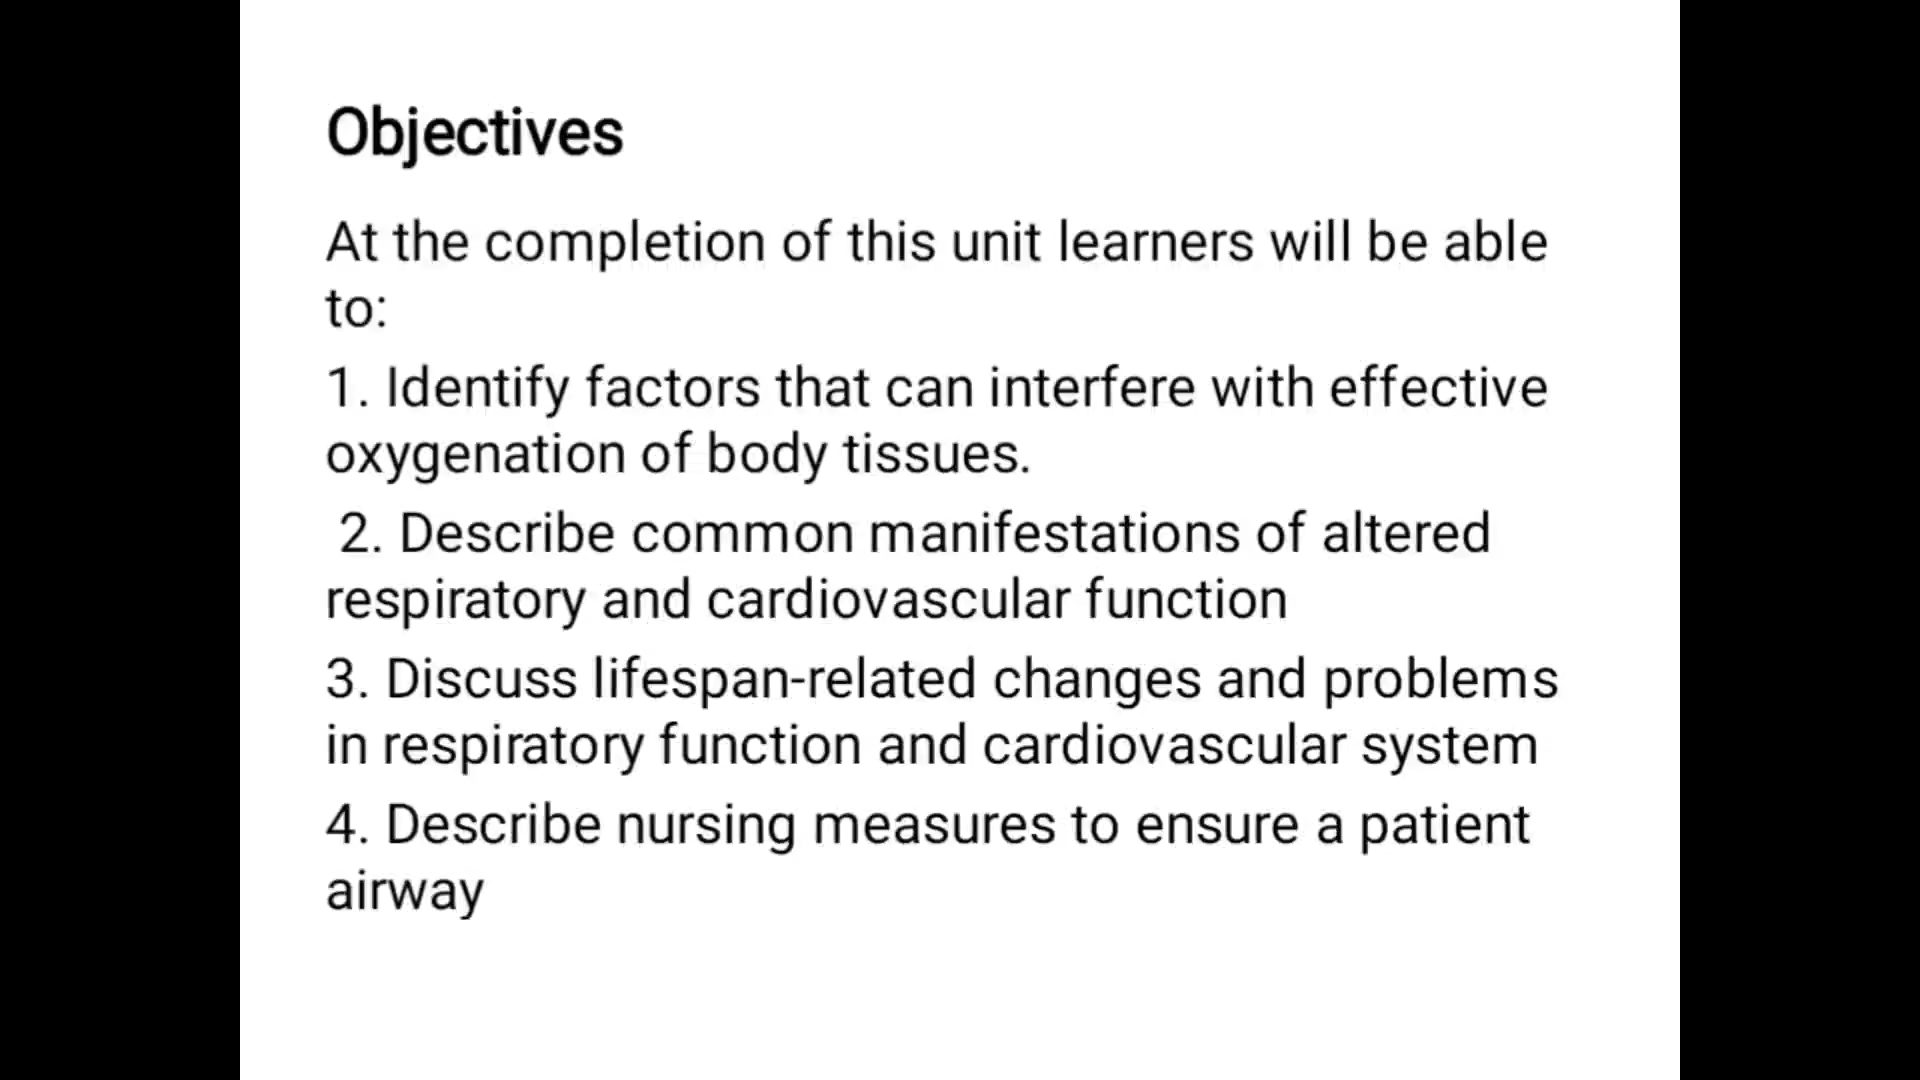 Objectives
At the completion of this unit learners will be able
to:
1. Identify factors that can interfere with effective
oxygenation of body tissues.
2. Describe common manifestations of altered
respiratory and cardiovascular function
3. Discuss lifespan-related changes and problems
in respiratory function and cardiovascular system
4. Describe nursing measures to ensure a patient
airway